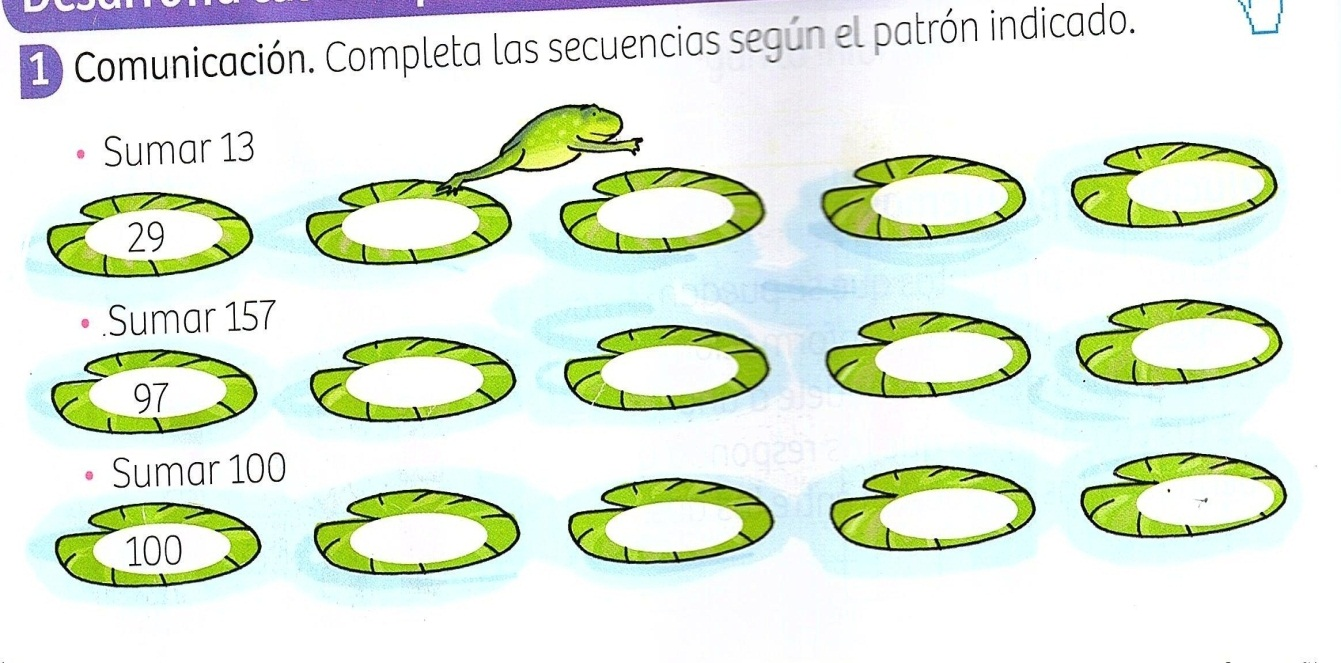 1 Comunicación. Completa las secuencias según el patrón indicado.
• Sumar 13
29
• Sumar 157
97
• Sumar 100
100